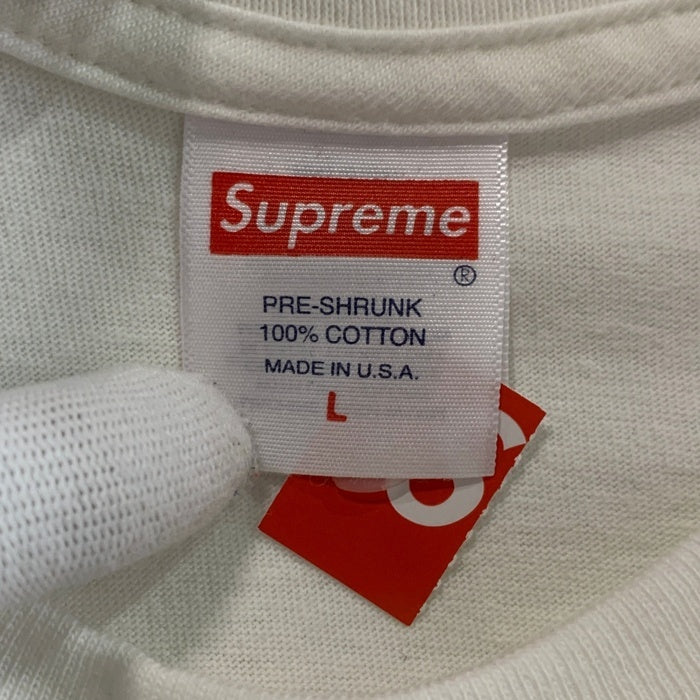 Supreme
®
PRE-SHRUNK
100% COTTON
MADE IN U.S.A.
L